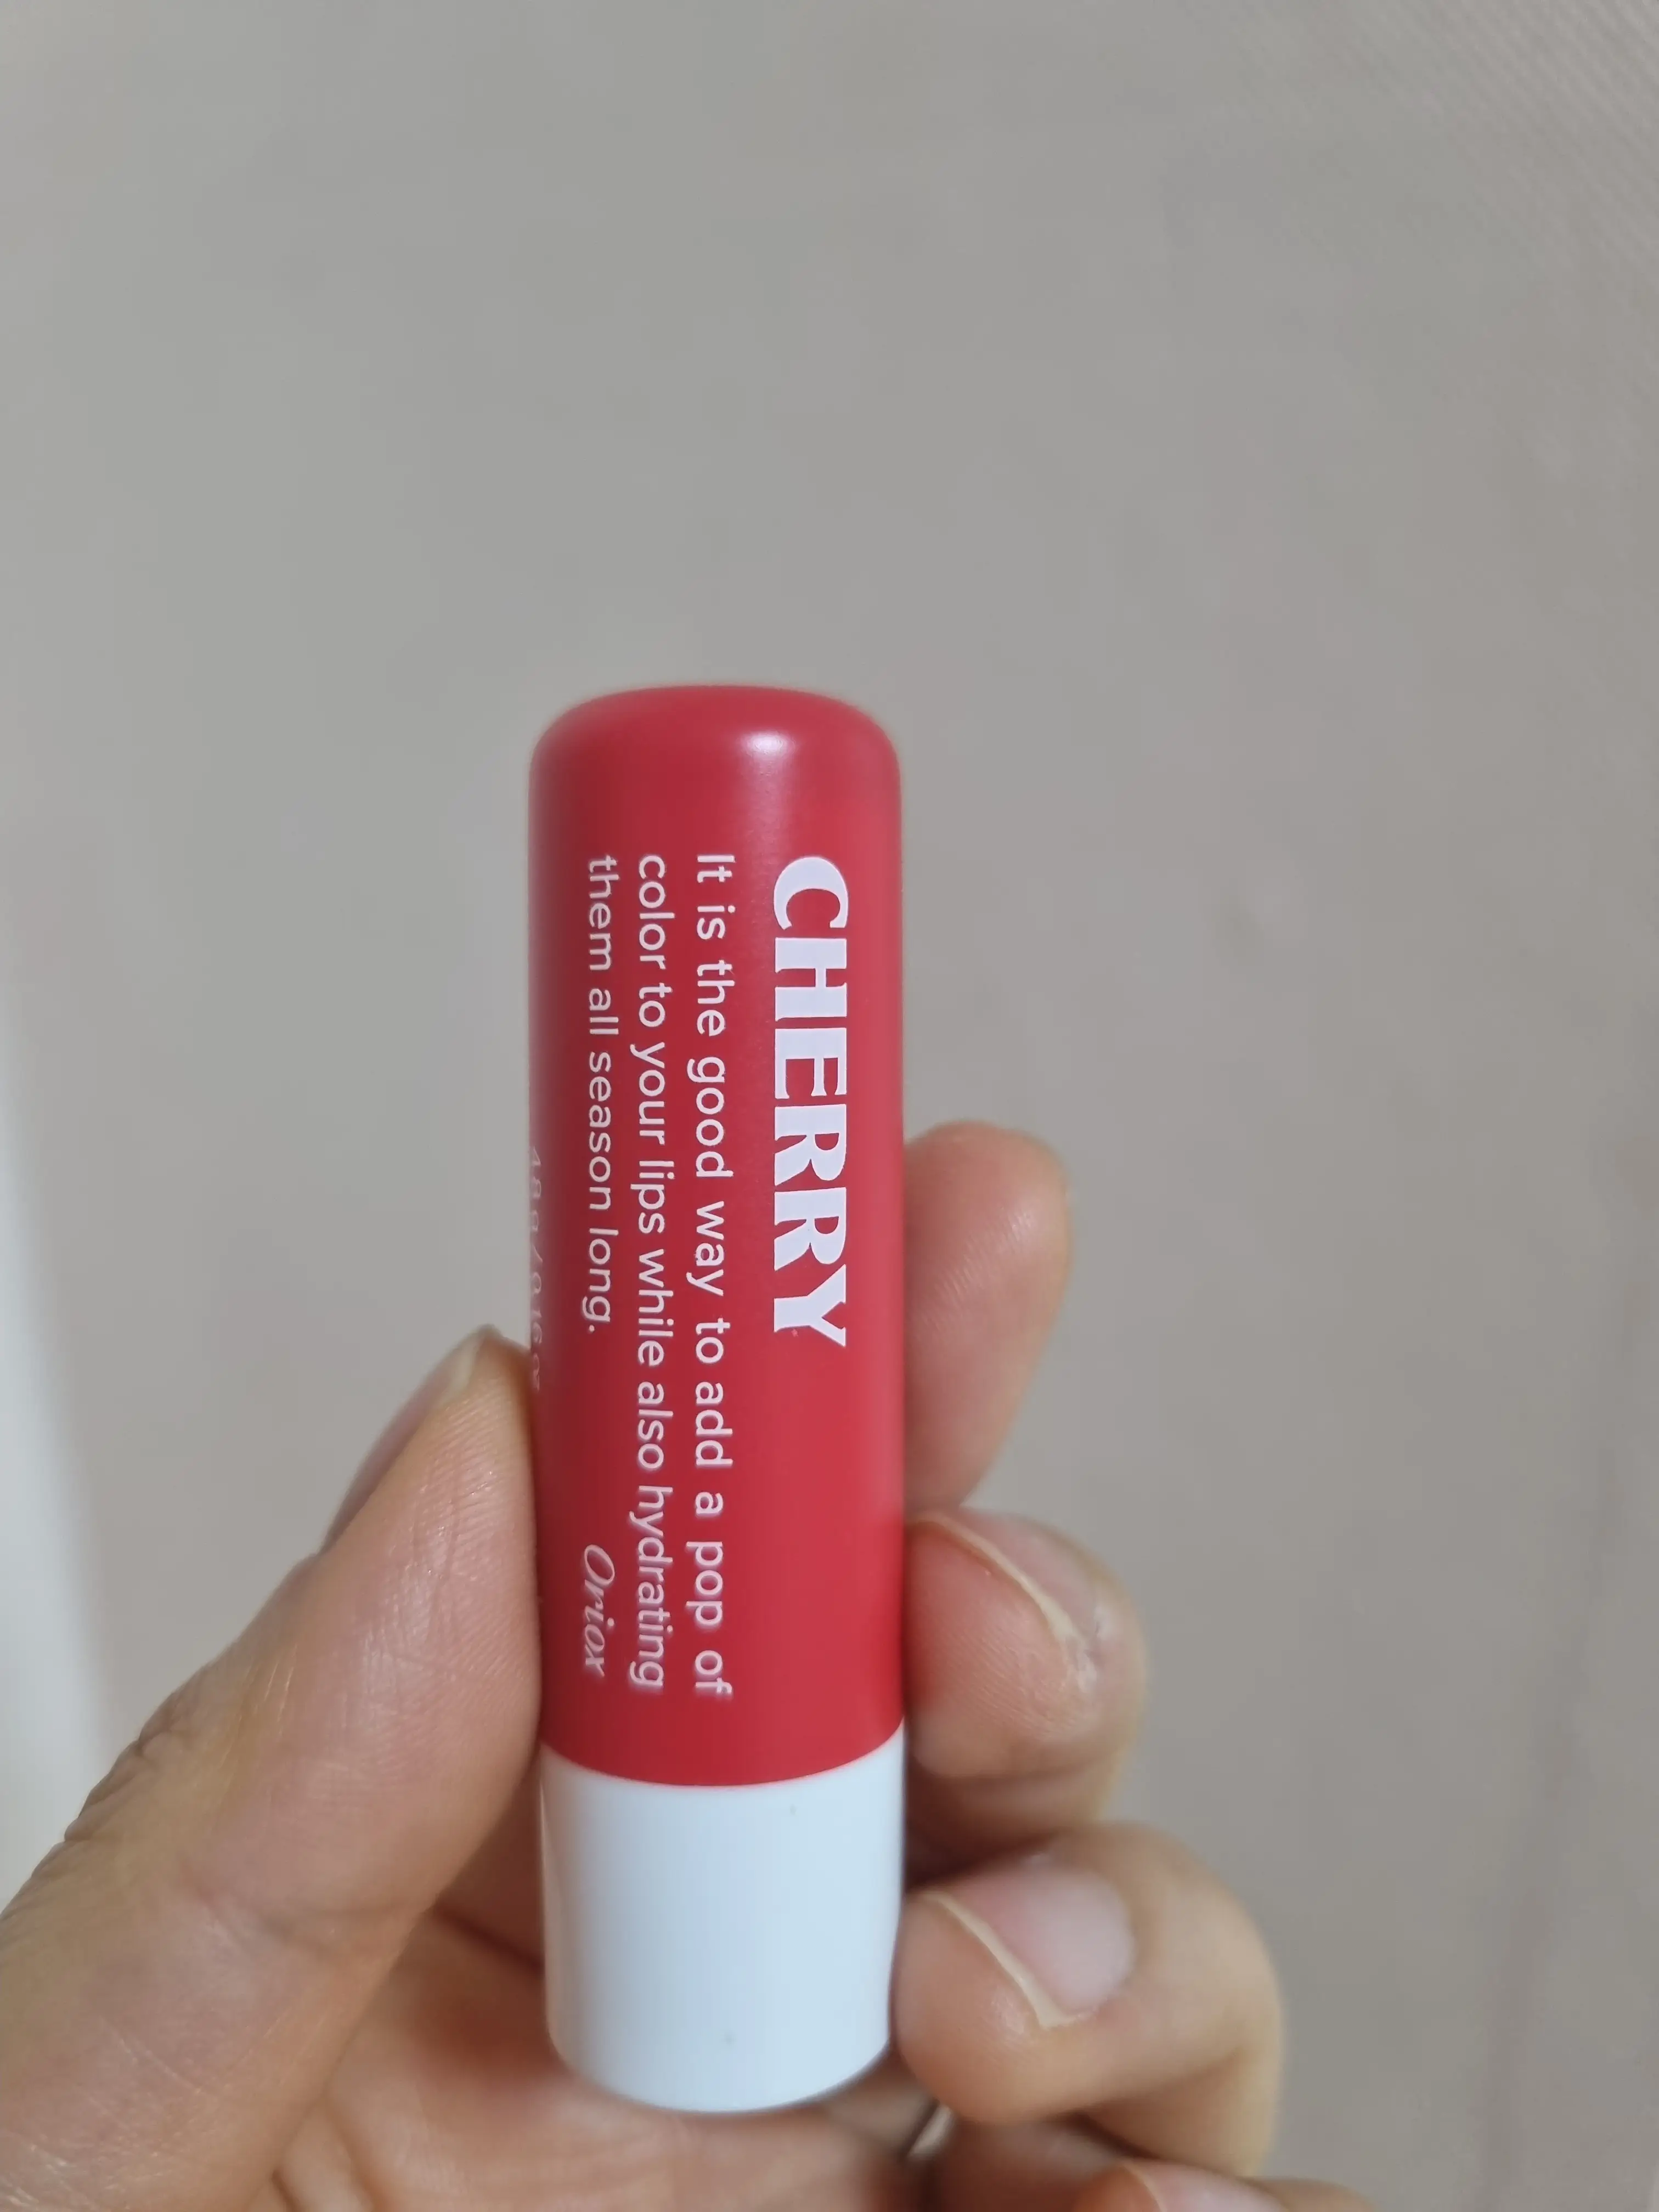 CHERRY
It is the good way to add a pop of
color to your lips while also hydrating
them all season long.
Oriox